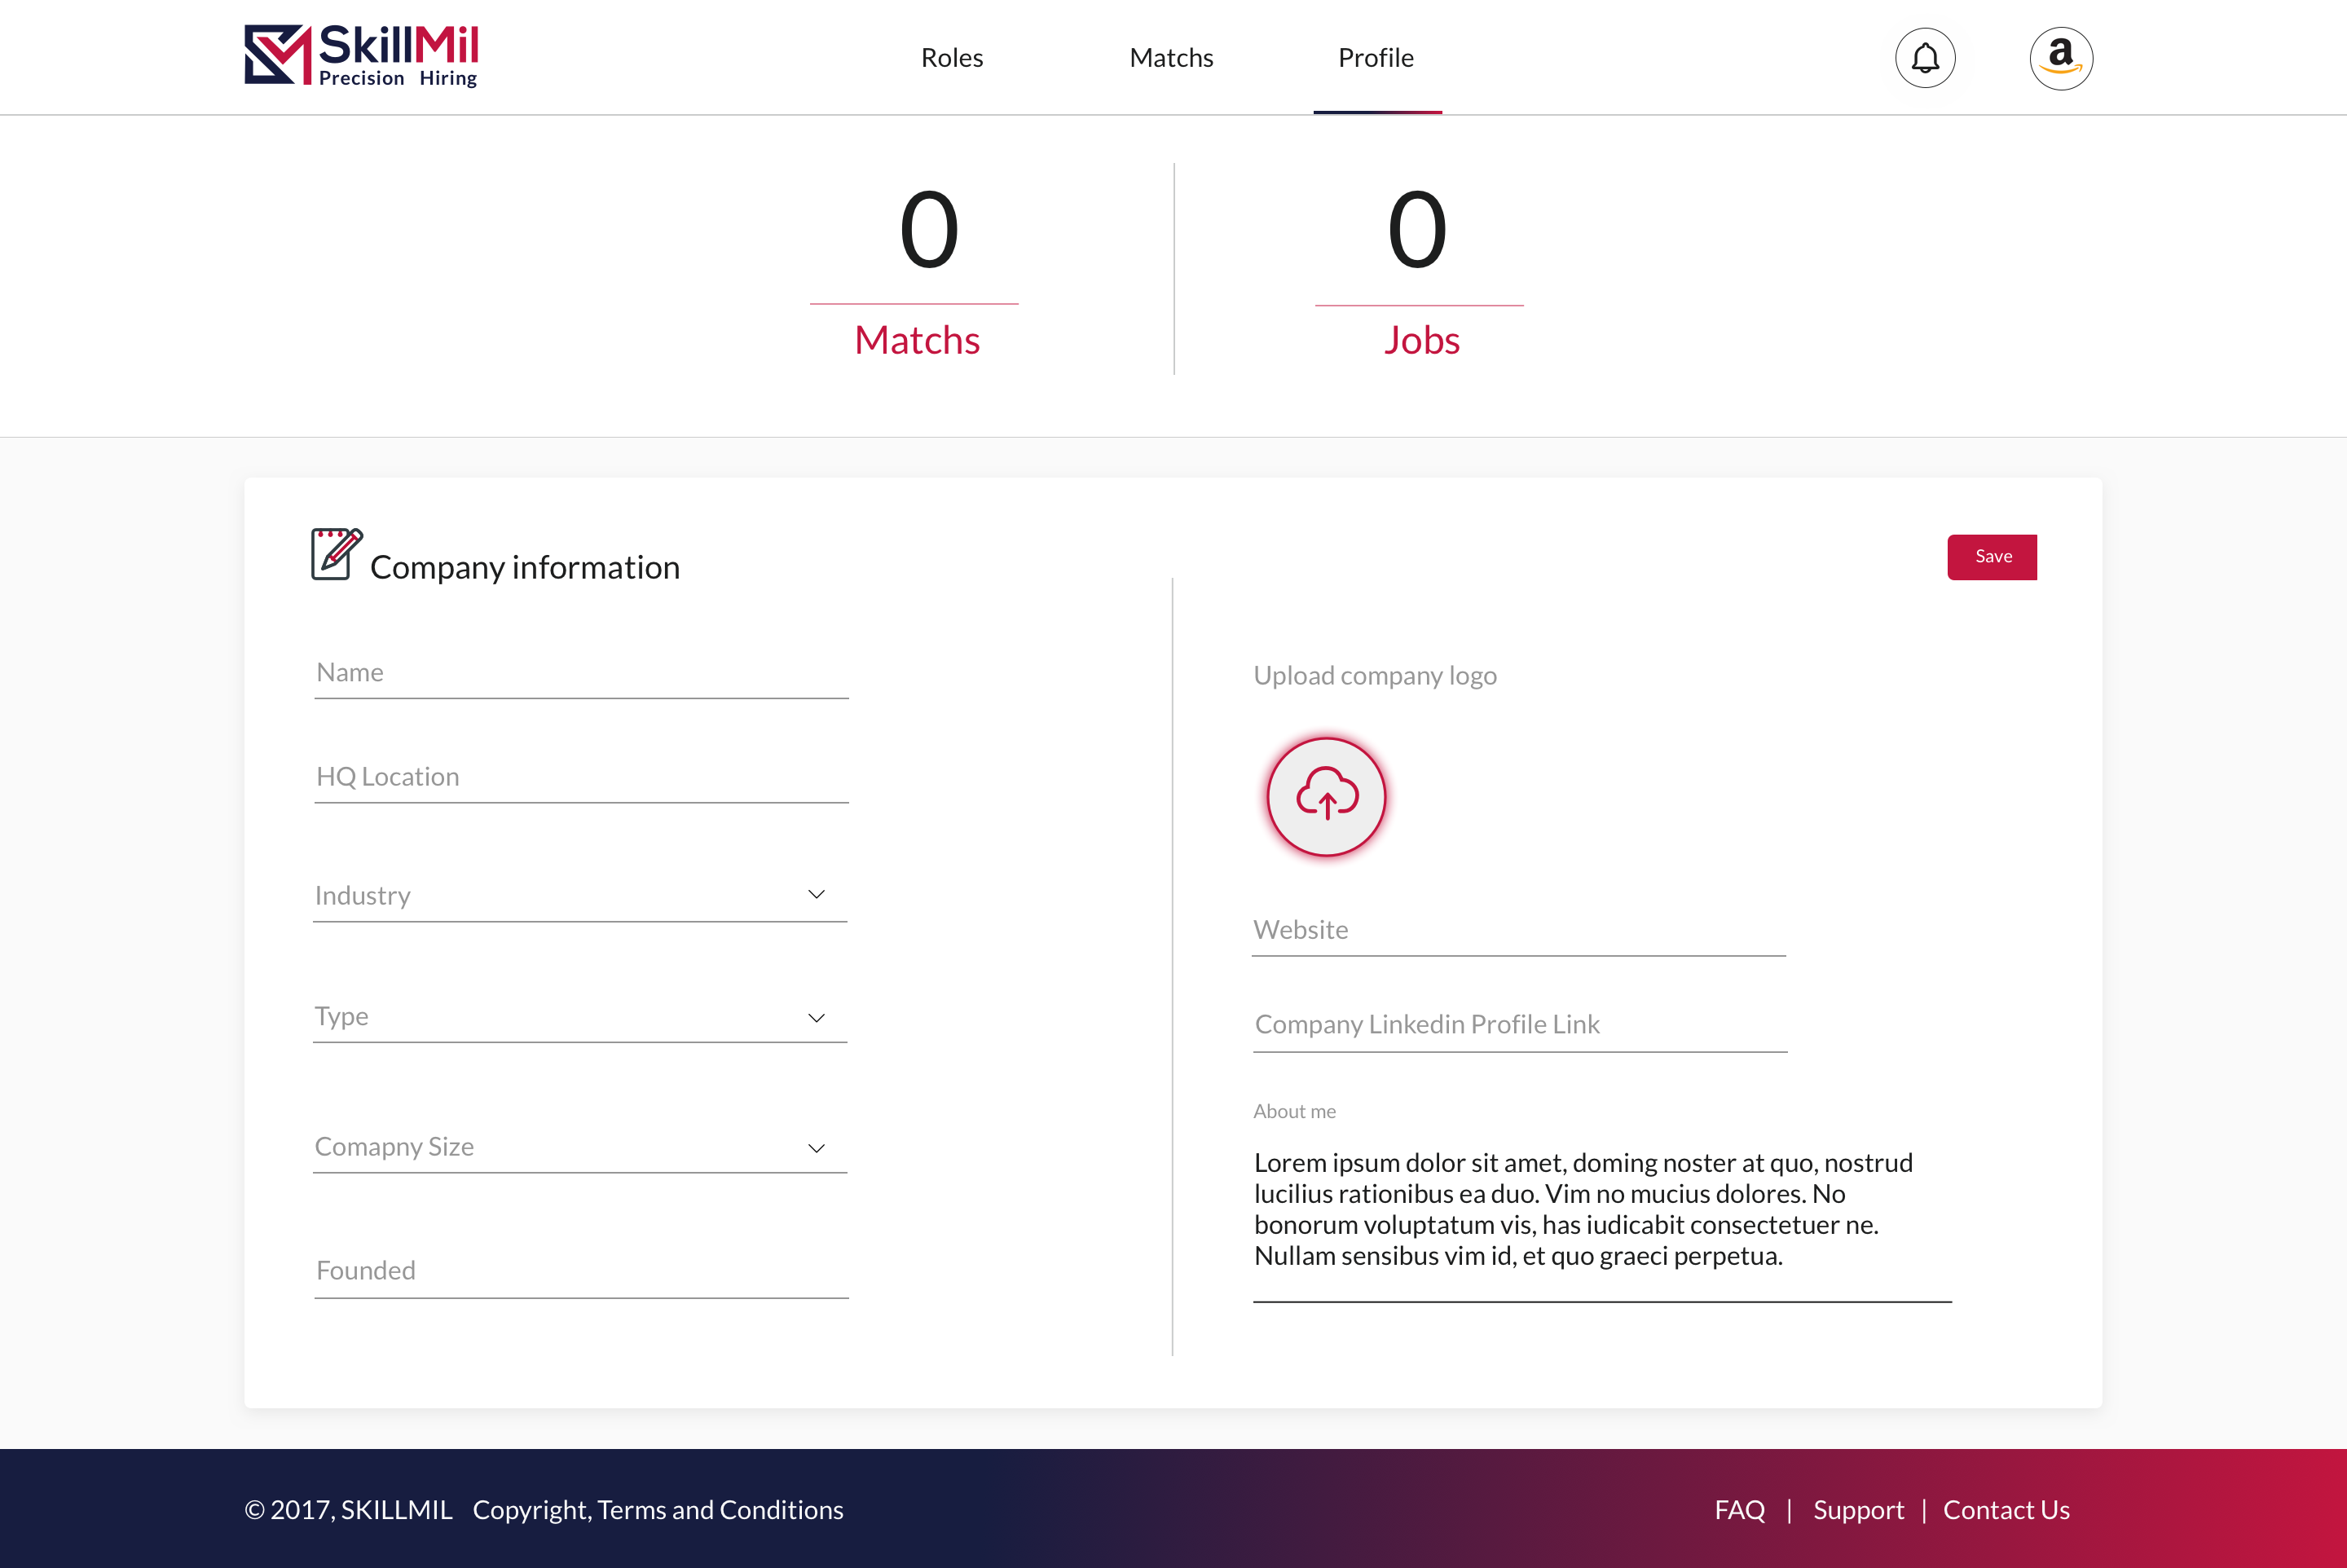 SkillMil
Precision Hiring
Roles
Matchs
Profile
a
0
Matchs
0
Jobs
Company information
Save
Name
HQ Location
Industry
Type
Comapny Size
Founded
Upload company logo
Website
Company Linkedin Profile Link
About me
Lorem ipsum dolor sit amet, doming noster at quo, nostrud
lucilius rationibus ea duo. Vim no mucius dolores. No
bonorum voluptatum vis, has iudicabit consectetuer ne.
Nullam sensibus vim id, et quo graeci perpetua.
© 2017, SKILLMIL Copyright, Terms and Conditions
FAQ | Support | Contact Us